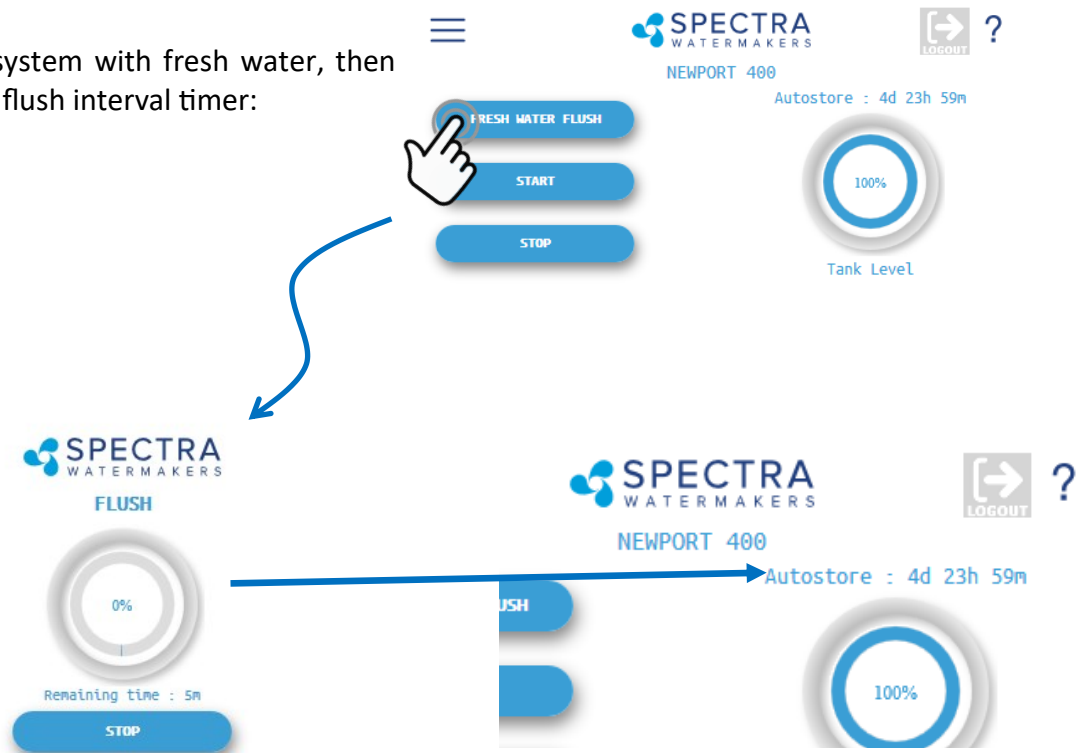 system with fresh water, then
flush interval timer:
SPECTRA
WATERMAKERS
LOGOUT
?
NEWPORT 400
Autostore : 4d 23h 59m
FRESH WATER FLUSH
START
100%
STOP
Tank Level
SPECTRA
WATERMAKERS
FLUSH
0%
Remaining time : 5m
STOP
SPECTRA
WATERMAKERS
LOGOUT
?
NEWPORT 400
Autostore : 4d 23h 59m
USH
100%